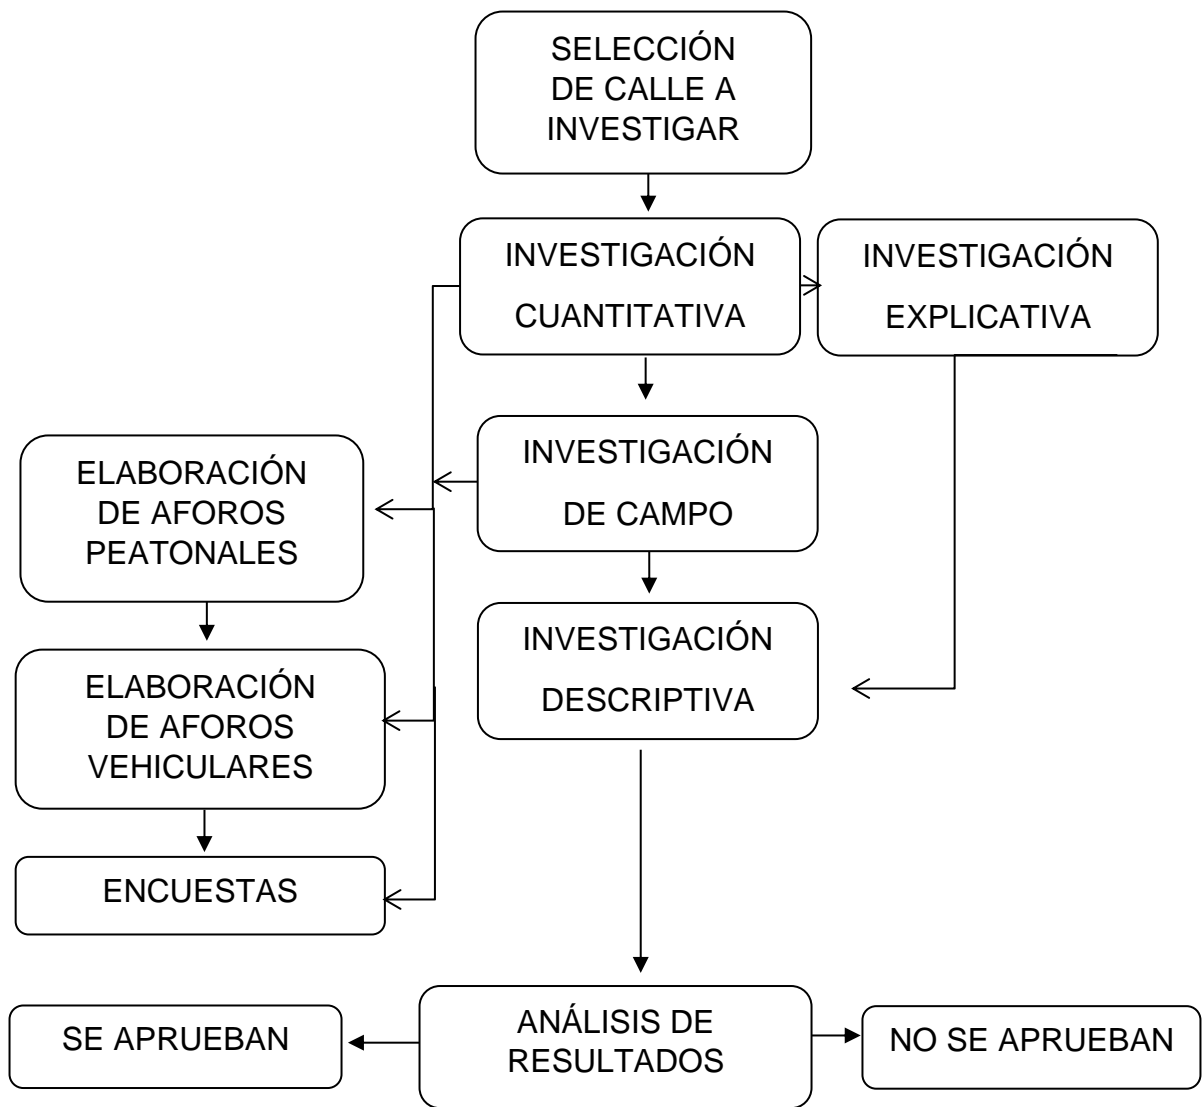 SELECCIÓN
DE CALLE A
INVESTIGAR
INVESTIGACIÓN
CUANTITATIVA
INVESTIGACIÓN
EXPLICATIVA
INVESTIGACIÓN
DE CAMPO
ELABORACIÓN
DE AFOROS
PEATONALES
INVESTIGACIÓN
DESCRIPTIVA
ELABORACIÓN
DE AFOROS
VEHICULARES
ENCUESTAS
SE APRUEBAN
ANÁLISIS DE
RESULTADOS
NO SE APRUEBAN